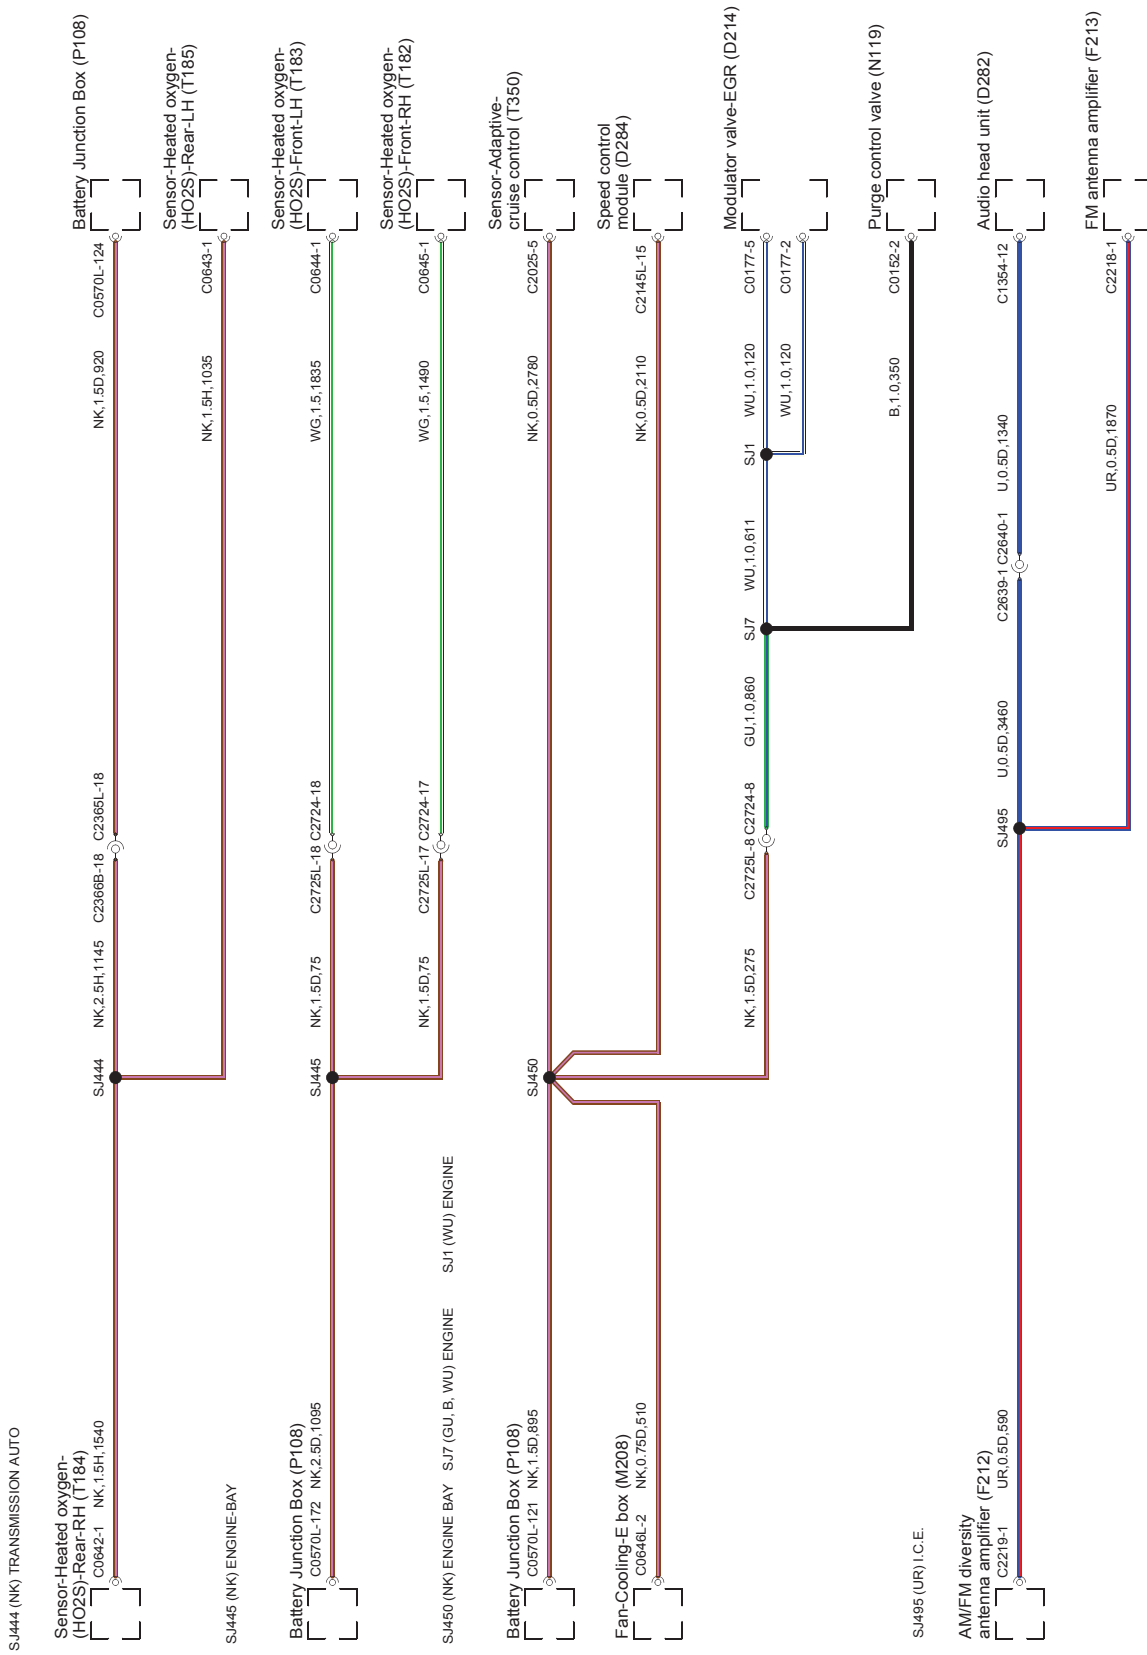 SJ444 (NK) TRANSMISSION AUTO
Sensor-Heated oxygen-
(HO2S)-Rear-RH (T184)
C0642-1 NK,1.5H,1540
SJ444
NK,2.5H,1145
C2366B-18 C2365L-18
NK,1.5D,920
C0570L-124
Battery Junction Box (P108)
NK,1.5H,1035
C0643-1
Sensor-Heated oxygen-
(HO2S)-Rear-LH (T185)
SJ445 (NK) ENGINE-BAY
Battery Junction Box (P108)
C0570L-172 NK,2.5D,1095
SJ445
NK,1.5D,75
C2725L-18 C2724-18
WG,1.5,1835
C0644-1
Sensor-Heated oxygen-
(HO2S)-Front-LH (T183)
NK,1.5D,75
C2725L-17 C2724-17
WG,1.5,1490
C0645-1
Sensor-Heated oxygen-
(HO2S)-Front-RH (T182)
SJ450 (NK) ENGINE BAY SJ7 (GU, B, WU) ENGINE SJ1 (WU) ENGINE
Battery Junction Box (P108)
C0570L-121 NK,1.5D,895
SJ450
NK,0.5D,2780
C2025-5
Sensor-Adaptive-
cruise control (T350)
Fan-Cooling-E box (M208)
C0646L-2 NK,0.75D,510
NK,0.5D,2110
C2145L-15
Speed control
module (D284)
NK,1.5D,275
C2725L-8 C2724-8
GU,1.0,860
SJ7
WU,1.0,611
SJ1
WU,1.0,120
C0177-5
Modulator valve-EGR (D214)
WU,1.0,120
C0177-2
B,1.0,350
C0152-2
Purge control valve (N119)
SJ495 (UR) I.C.E.
AM/FM diversity
antenna amplifier (F212)
C2219-1 UR,0.5D,590
SJ495
U,0.5D,3460
C2639-1 C2640-1
U,0.5D,1340
C1354-12
Audio head unit (D282)
UR,0.5D,1870
C2218-1
FM antenna amplifier (F213)